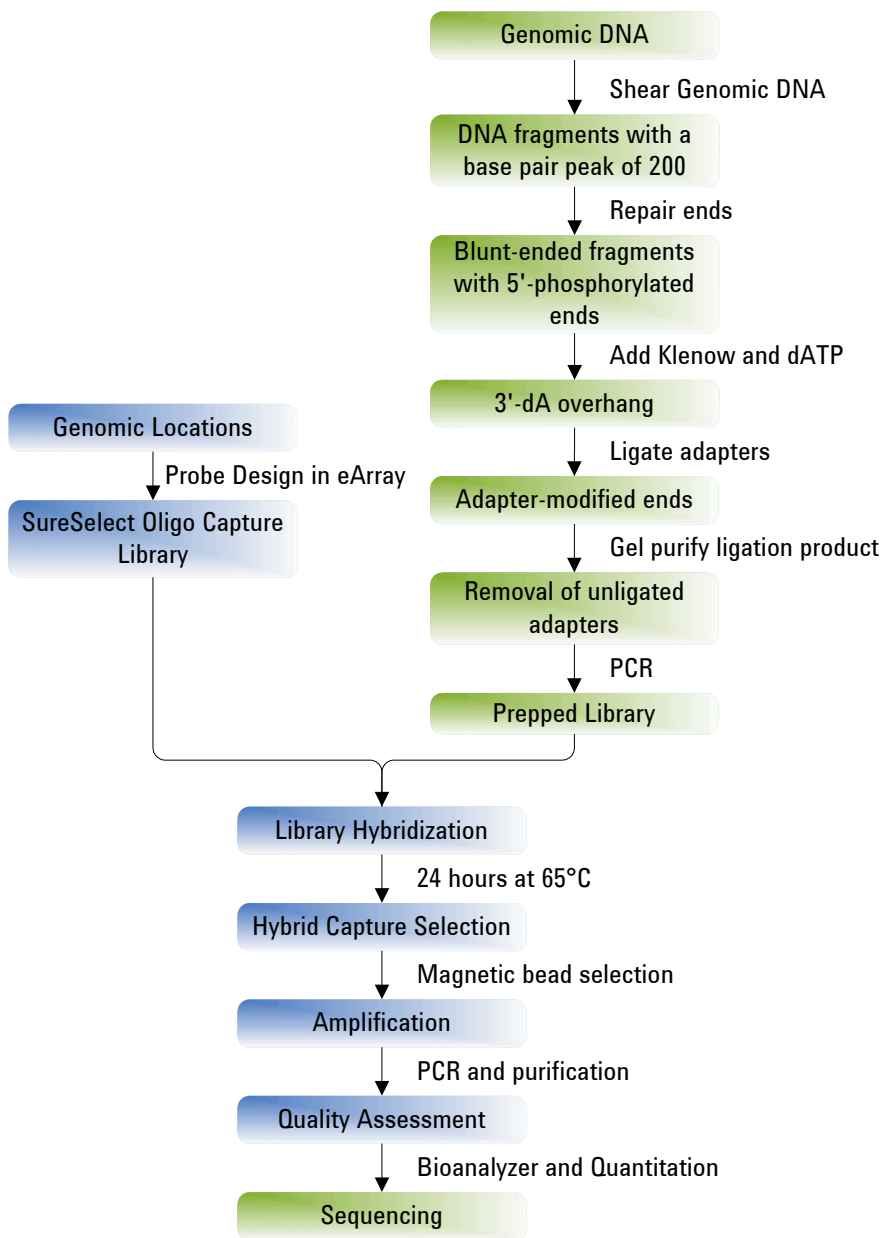 Genomic DNA
Shear Genomic DNA
DNA fragments with a
base pair peak of 200
Repair ends
Blunt-ended fragments
with 5'-phosphorylated
ends
Add Klenow and dATP
3'-dA overhang
Ligate adapters
Adapter-modified ends
Gel purify ligation product
Removal of unligated
adapters
PCR
Prepped Library
Genomic Locations
Probe Design in eArray
SureSelect Oligo Capture
Library
Library Hybridization
24 hours at 65°C
Hybrid Capture Selection
Magnetic bead selection
Amplification
PCR and purification
Quality Assessment
Bioanalyzer and Quantitation
Sequencing